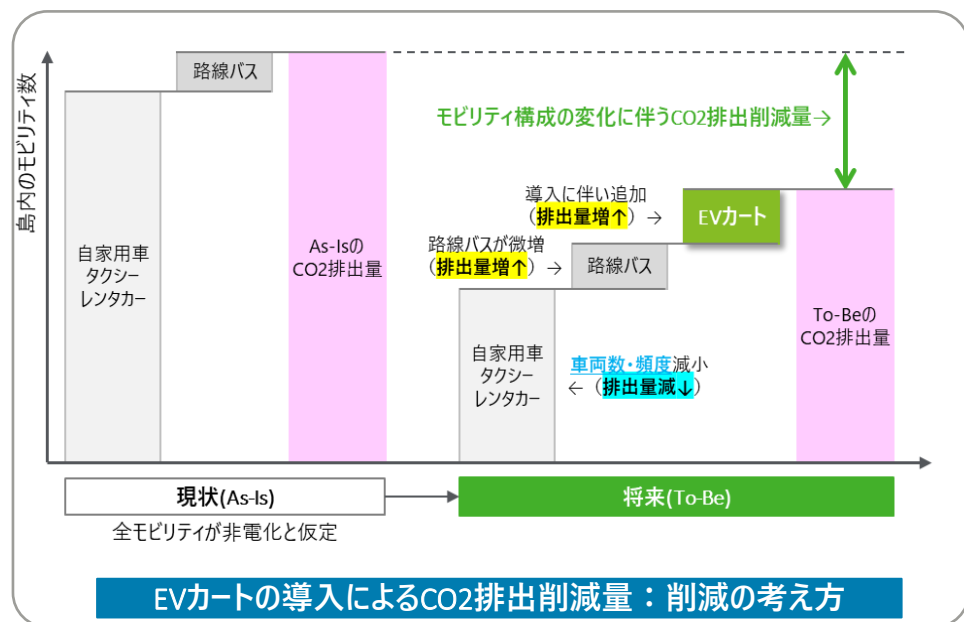 島内のモビリティ数
路線バス
自家用車
タクシー
レンタカー
As-Isの
CO2排出量
モビリティ構成の変化に伴うCO2排出削減量→
導入に伴い追加
（排出量増↑）→
EVカート
路線バスが微増
（排出量増↑）→
路線バス
自家用車
タクシー
レンタカー
車両数・頻度減小
←（排出量減↓）
To-Beの
CO2排出量
現状(As-Is)
将来(To-Be)
全モビリティが非電化と仮定
EVカートの導入によるCO2排出削減量：削減の考え方